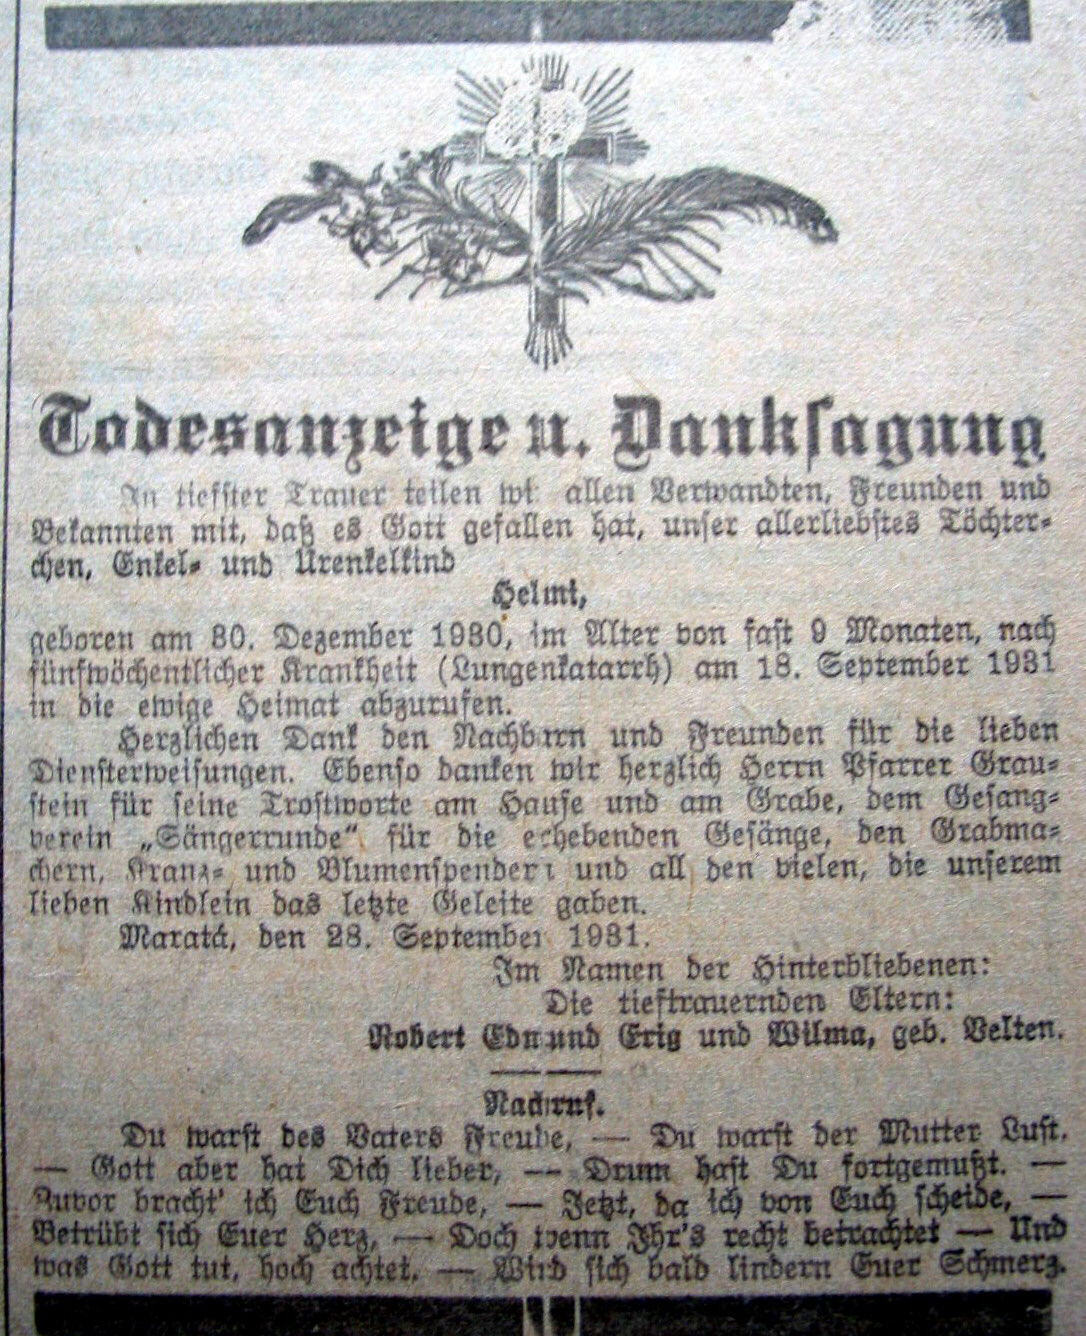 Todesanzeige u. Danksagung
In tiefster Trauer teilen wi allen Verwandten, Freunden und
Bekannten mit, daß es Gott gefallen hat, unser allerliebstes Töchter-
chen, Enkel- und Urenkelkind
Helmi,
geboren am 30. Dezember 1930, im Alter von fast 9 Monaten, nach
fünfwöchentlicher Krankheit (Lungenkatarrh) am 18. September 1931
in die ewige Heimat abzurufen.
Herzlichen Dank den Nachbarn und Freunden für die lieben
Diensterweisungen. Ebenso danken wir herzlich Herrn Pfarrer Grau-
stein für seine Trostworte am Hause und am Grabe, dem Gesang-
verein „Sängerrunde“ für die erhebenden Gesänge, den Grabma-
chern, Kranz- und Blumenspendern und all den vielen, die unserem
lieben Kindlein das letzte Geleite gaben.
Maratá, den 28. September 1931.
Im Namen der Hinterbliebenen:
Die tieftrauernden Eltern:
Robert Edmund Erig und Wilma, geb. Velten.
Nachruf.
Du warst des Vaters Freude, — Du warst der Mutter Lust,
— Gott aber hat Dich lieber, — Drum hast Du fortgemußt. —
Zuvor bracht' ich Euch Freude, — Jetzt, da ich von Euch scheide, —
Betrübt sich Euer Herz, — Doch wenn Ihr's recht betrachtet — Und
was Gott tut, hoch achtet, — Wird sich bald lindern Euer Schmerz.